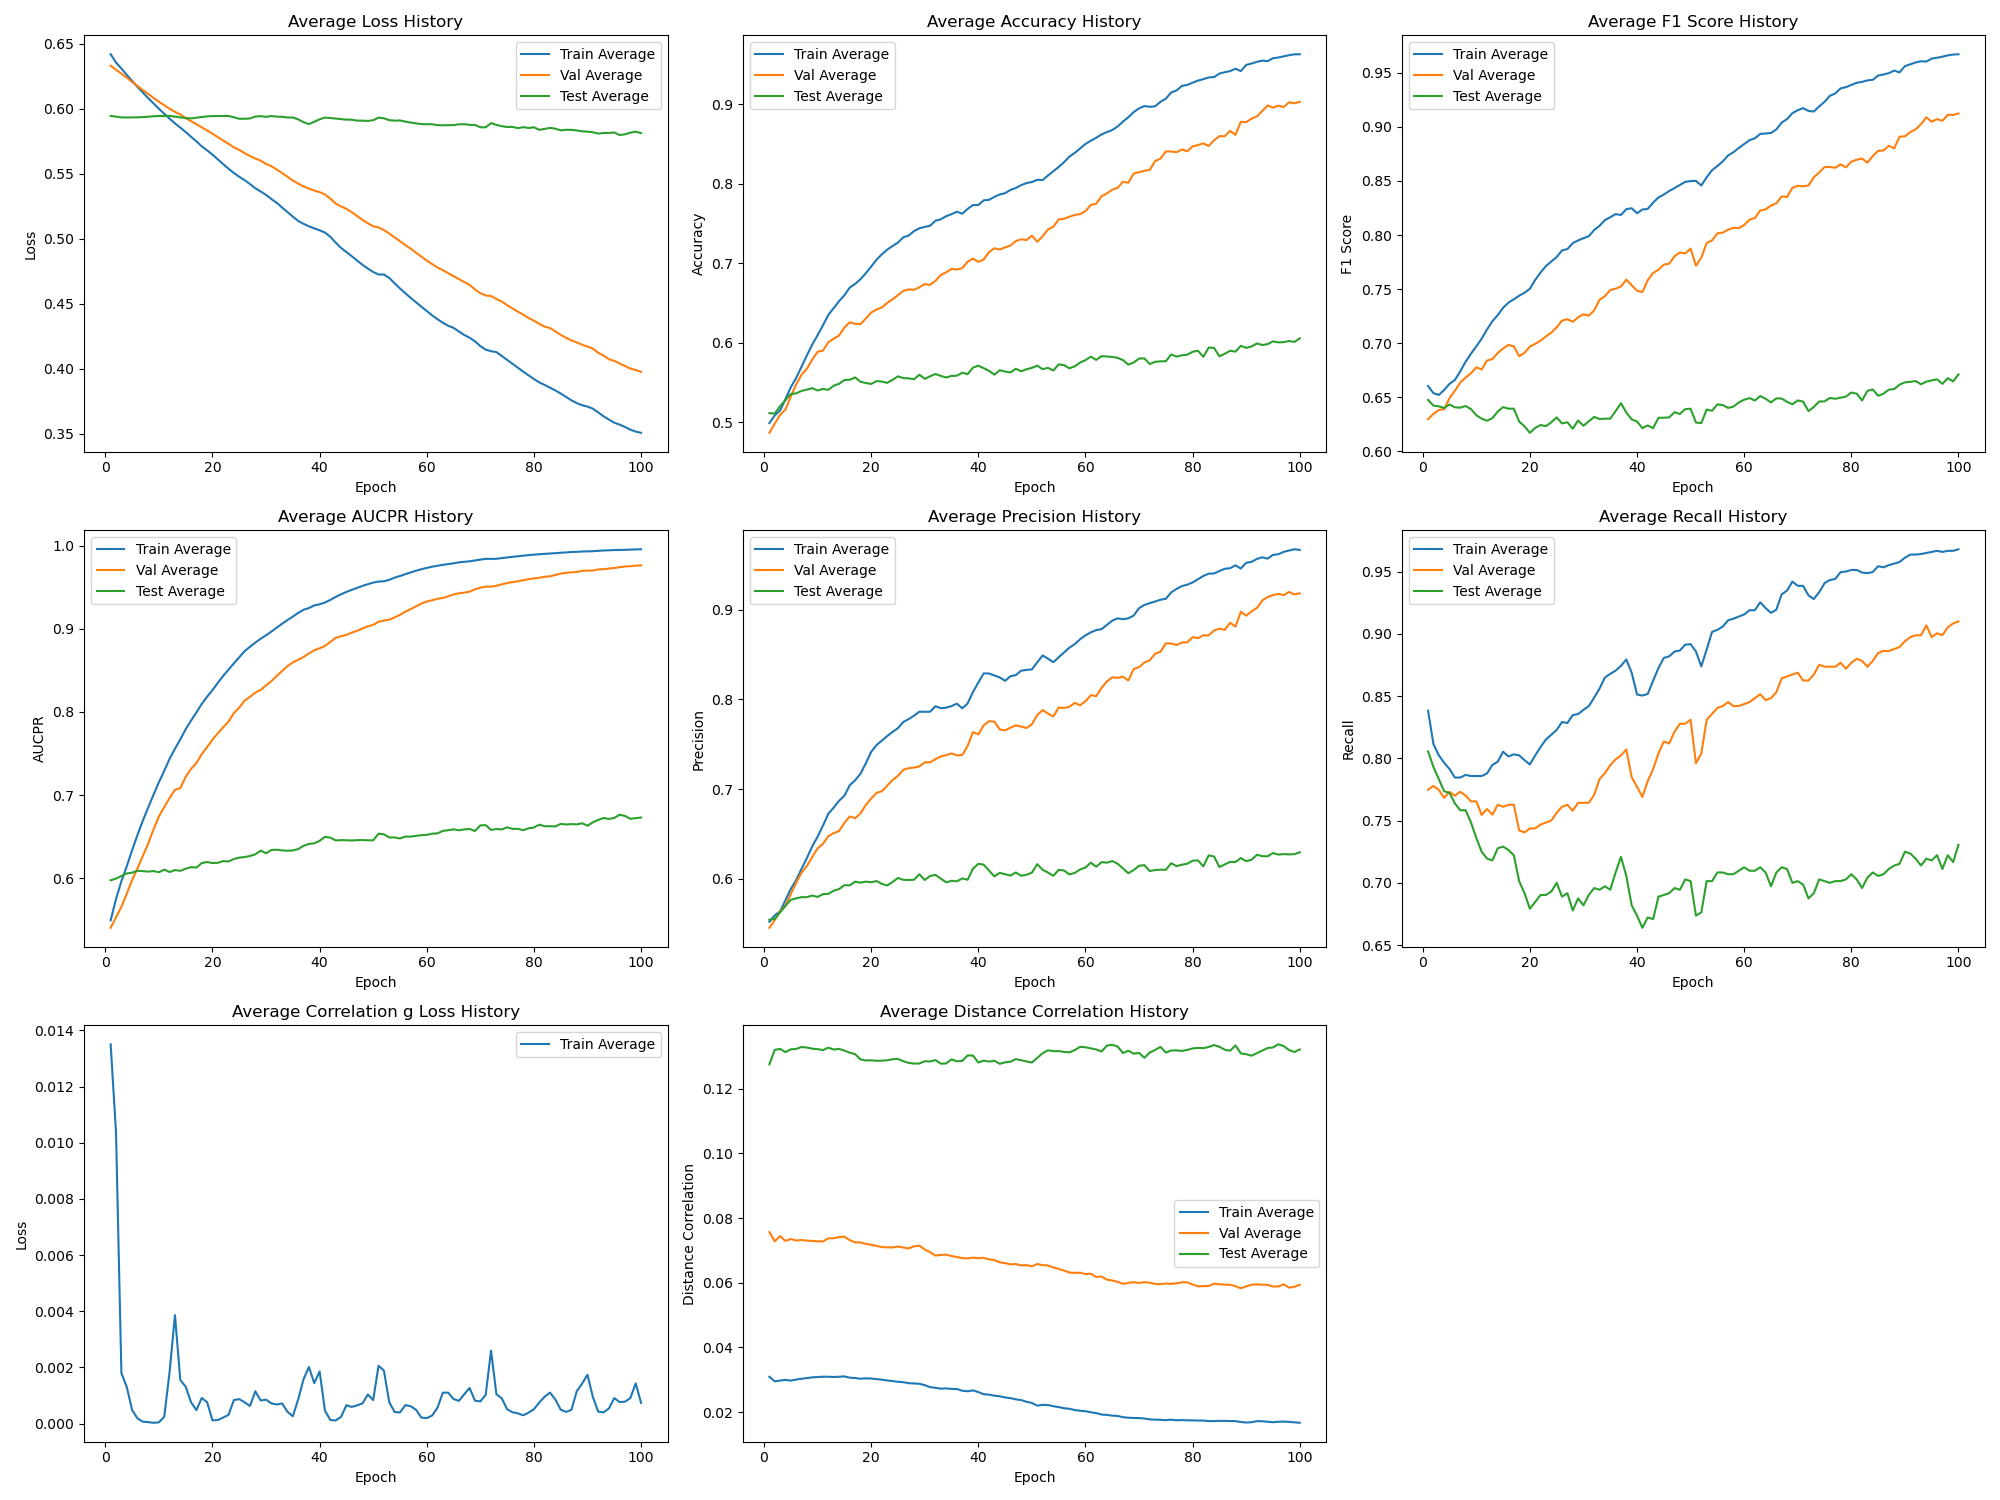 Average Loss History
Train Average
Val Average
Test Average
0.65
0.60
0.55
0.50
0.45
0.40
0.35
Loss
0 20 40 60 80 100
Epoch
Average Accuracy History
Train Average
Val Average
Test Average
0.9
0.8
0.7
0.6
0.5
Accuracy
0 20 40 60 80 100
Epoch
Average F1 Score History
Train Average
Val Average
Test Average
0.95
0.90
0.85
0.80
0.75
0.70
0.65
0.60
F1 Score
0 20 40 60 80 100
Epoch
Average AUCPR History
Train Average
Val Average
Test Average
1.0
0.9
0.8
0.7
0.6
AUCPR
0 20 40 60 80 100
Epoch
Average Precision History
Train Average
Val Average
Test Average
0.9
0.8
0.7
0.6
Precision
0 20 40 60 80 100
Epoch
Average Recall History
Train Average
Val Average
Test Average
0.95
0.90
0.85
0.80
0.75
0.70
0.65
Recall
0 20 40 60 80 100
Epoch
Average Correlation g Loss History
Train Average
0.014
0.012
0.010
0.008
0.006
0.004
0.002
0.000
Loss
0 20 40 60 80 100
Epoch
Average Distance Correlation History
Train Average
Val Average
Test Average
0.12
0.10
0.08
0.06
0.04
0.02
Distance Correlation
0 20 40 60 80 100
Epoch